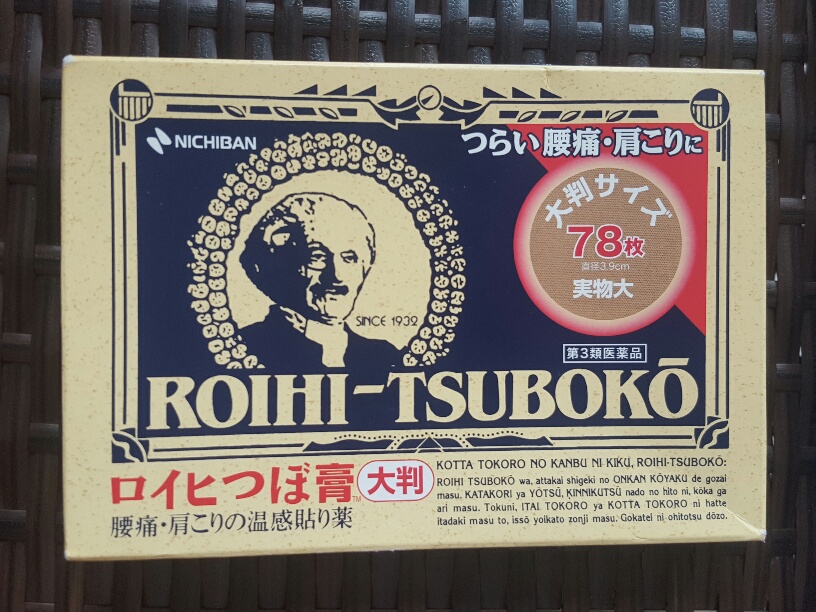 NICHIBAN
つらい腰痛・肩こりに
大判サイズ
78枚
直径3.9cm
実物大
SINCE 1932
第3類医薬品
ROIHI-TSUBOKŌ
ロイヒつぼ膏™
大判
腰痛・肩こりの温感貼り薬
KOTTA TOKORO NO KANBU NI KIKU, ROIHI-TSUBOKŌ:
ROIHI TSUBOKŌ wa, attakai shigeki no ONKAN KŌYAKU de gozai
masu. KATAKORI ya YŌTSŪ, KINNIKUTSŪ nado no hito ni, kōka ga
ari masu. Tokuni, ITAI TOKORO ya KOTTA TOKORO ni hatte
itadaki masu to, issō yoikato zonji masu. Gokatei ni ohitotsu dōzo.